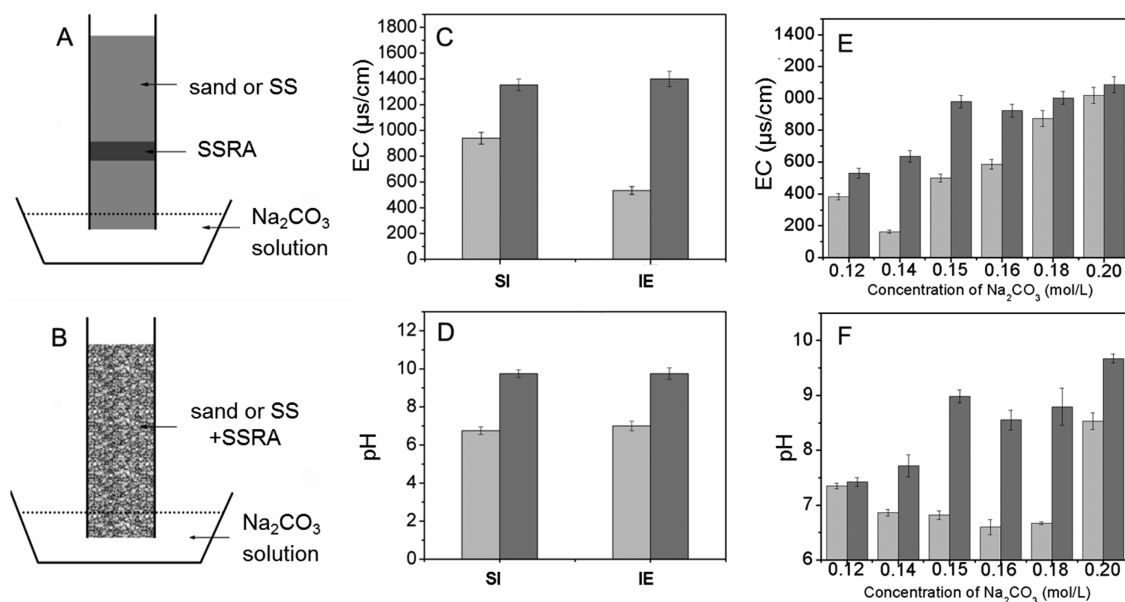 A
sand or SS
SSRA
Na₂CO₃
solution
B
sand or SS
+SSRA
Na₂CO₃
solution
C
EC (μs/cm)
1800
1600
1400
1200
1000
800
600
400
200
0
SI
IE
D
pH
14
12
10
8
6
4
2
0
SI
IE
E
EC (μs/cm)
1400
200
000
800
600
400
200
0
0.12
0.14
0.15
0.16
0.18
0.20
Concentration of Na₂CO₃ (mol/L)
F
pH
10
9
8
7
6
0.12
0.14
0.15
0.16
0.18
0.20
Concentration of Na₂CO₃ (mol/L)